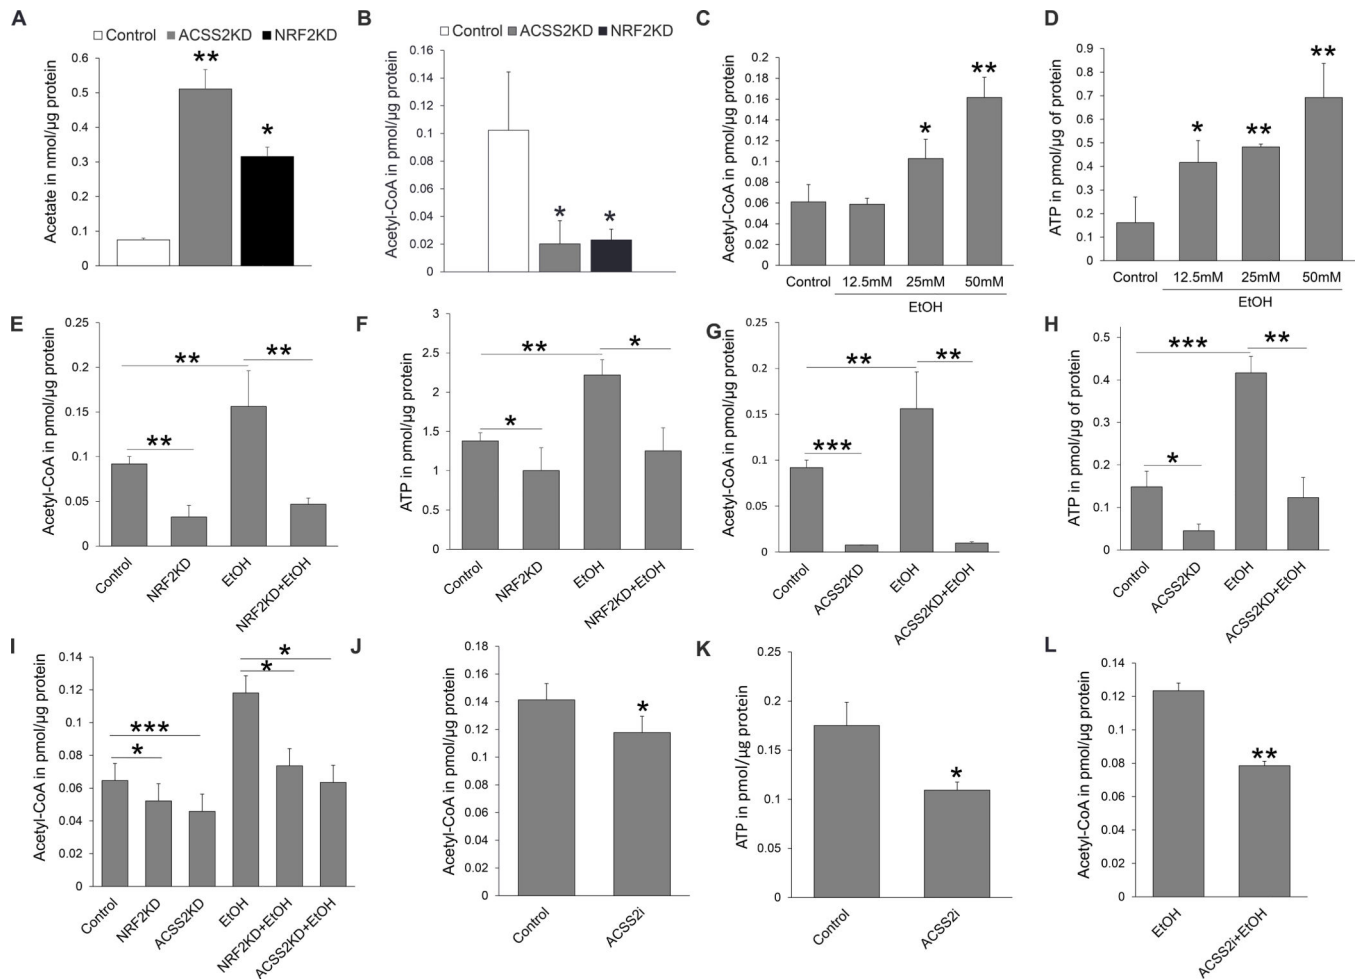 A
Control ACSS2KD NRF2KD
Acetate in nmol/µg protein
0.6
0.5
0.4
0.3
0.2
0.1
0
**
*
B
Control ACSS2KD NRF2KD
Acetyl-CoA in pmol/µg protein
0.16
0.14
0.12
0.1
0.08
0.06
0.04
0.02
0
* *
C
Acetyl-CoA in pmol/µg protein
0.2
0.18
0.16
0.14
0.12
0.1
0.08
0.06
0.04
0.02
0
*
**
Control 12.5mM 25mM 50mM
EtOH
D
ATP in pmol/µg of protein
0.9
0.8
0.7
0.6
0.5
0.4
0.3
0.2
0.1
0
* ** **
Control 12.5mM 25mM 50mM
EtOH
E
Acetyl-CoA in pmol/µg protein
0.25
0.2
0.15
0.1
0.05
0
** **
**
Control
NRF2KD
EtOH
NRF2KD+EtOH
F
ATP in pmol/µg protein
3
2.5
2
1.5
1
0.5
0
** *
*
Control
NRF2KD
EtOH
NRF2KD+EtOH
G
Acetyl-CoA in pmol/µg protein
0.25
0.2
0.15
0.1
0.05
0
** **
***
Control
ACSS2KD
EtOH
ACSS2KD+EtOH
H
ATP in pmol/µg of protein
0.5
0.4
0.3
0.2
0.1
0
*** **
*
Control
ACSS2KD
EtOH
ACSS2KD+EtOH
I
Acetyl-CoA in pmol/µg protein
0.14
0.12
0.1
0.08
0.06
0.04
0.02
0
*
*
***
*
Control
NRF2KD
ACSS2KD
EtOH
NRF2KD+EtOH
ACSS2KD+EtOH
J
Acetyl-CoA in pmol/µg protein
0.18
0.16
0.14
0.12
0.1
0.08
0.06
0.04
0.02
0
*
Control
ACSS2i
K
ATP in pmol/µg protein
0.25
0.2
0.15
0.1
0.05
0
*
Control
ACSS2i
L
Acetyl-CoA in pmol/µg protein
0.14
0.12
0.1
0.08
0.06
0.04
0.02
0
**
EtOH
ACSS2i+EtOH